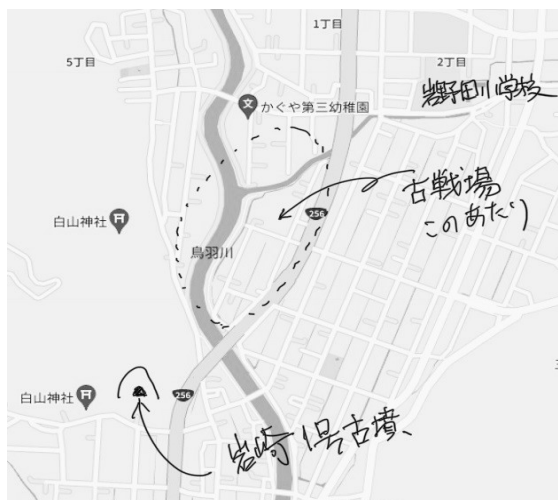 1丁目
5丁目
2丁目
岩野田小学校
文
かぐや第三幼稚園
古戦場
このあたり
白山神社
256
鳥羽川
白山神社
256
岩崎1号古墳